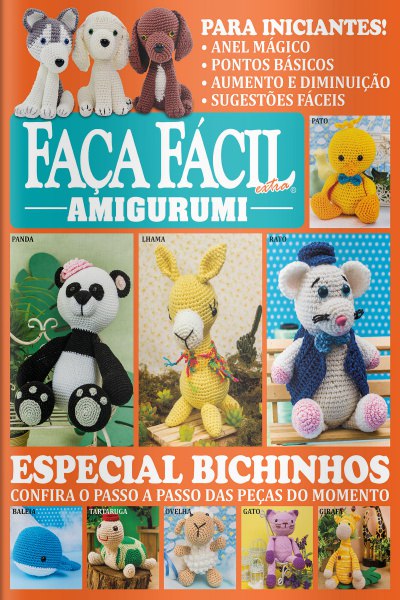 PARA INICIANTES!
• ANEL MÁGICO
• PONTOS BÁSICOS
• AUMENTO E DIMINUIÇÃO
• SUGESTÕES FÁCEIS
FAÇA FÁCIL
extra
AMIGURUMI
PATO
PANDA
LHAMA
RATO
ESPECIAL BICHINHOS
CONFIRA O PASSO A PASSO DAS PEÇAS DO MOMENTO
BALEIA
TARTARUGA
OVELHA
GATO
GIRAFA